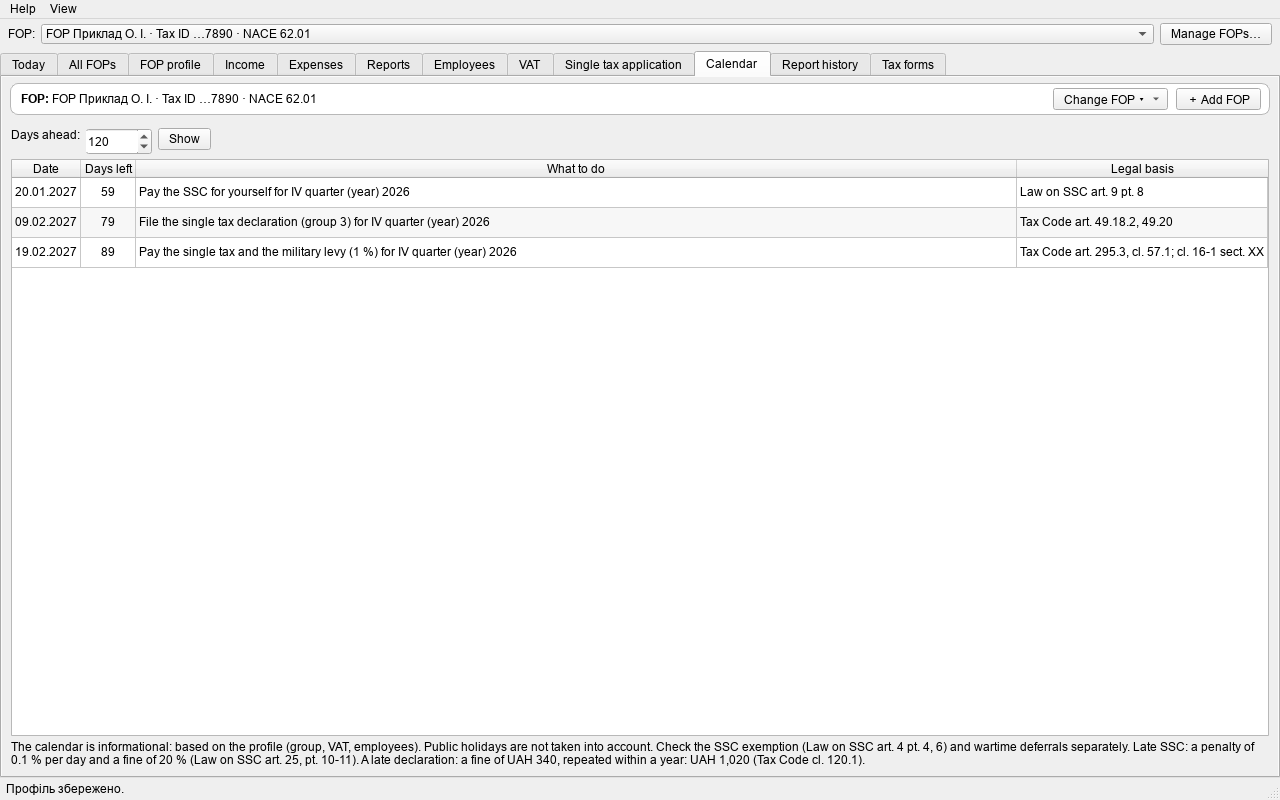 Help View
FOP: FOP Приклад О. І. · Tax ID …7890 · NACE 62.01 Manage FOPs…
Today All FOPs FOP profile Income Expenses Reports Employees VAT Single tax application Calendar Report history Tax forms
FOP: FOP Приклад О. І. · Tax ID …7890 · NACE 62.01 Change FOP + Add FOP
Days ahead: 120 Show
Date Days left What to do Legal basis
20.01.2027 59 Pay the SSC for yourself for IV quarter (year) 2026 Law on SSC art. 9 pt. 8
09.02.2027 79 File the single tax declaration (group 3) for IV quarter (year) 2026 Tax Code art. 49.18.2, 49.20
19.02.2027 89 Pay the single tax and the military levy (1 %) for IV quarter (year) 2026 Tax Code art. 295.3, cl. 57.1; cl. 16-1 sect. XX
The calendar is informational: based on the profile (group, VAT, employees). Public holidays are not taken into account. Check the SSC exemption (Law on SSC art. 4 pt. 4, 6) and wartime deferrals separately. Late SSC: a penalty of
0.1 % per day and a fine of 20 % (Law on SSC art. 25, pt. 10-11). A late declaration: a fine of UAH 340, repeated within a year: UAH 1,020 (Tax Code cl. 120.1).
Профіль збережено.